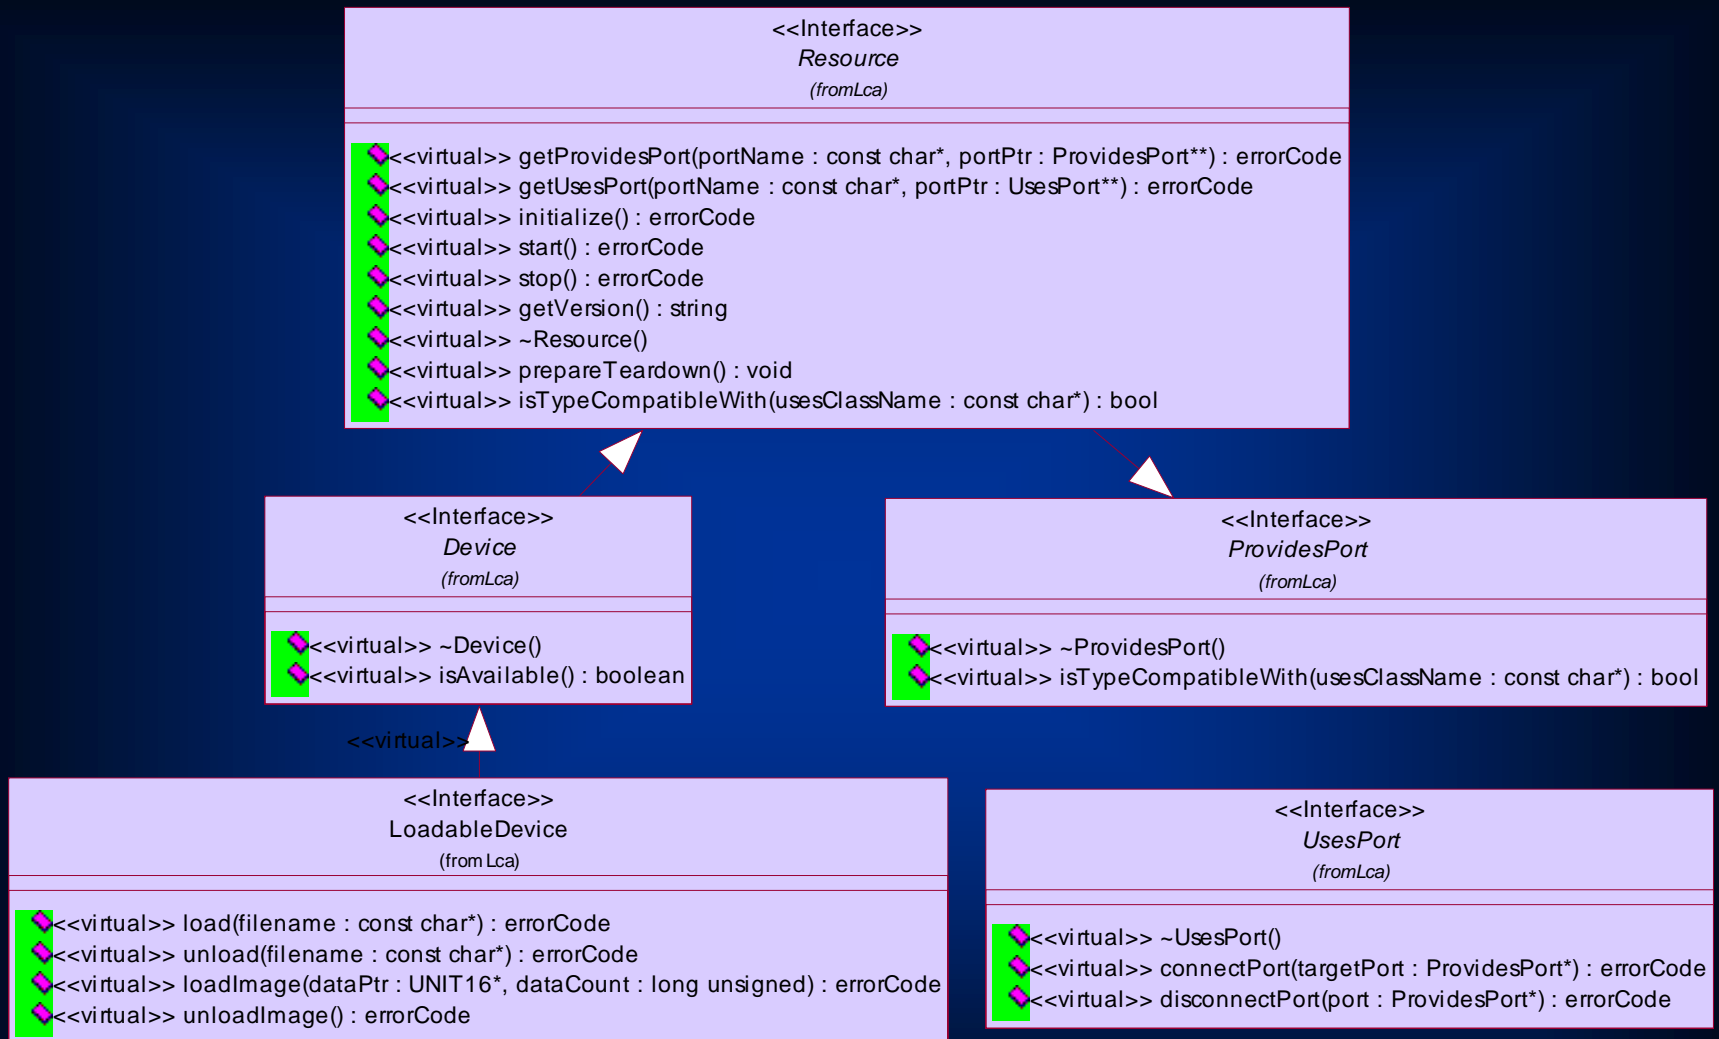 <<Interface>>
Resource
(fromLca)
<<virtual>> getProvidesPort(portName : const char*, portPtr : ProvidesPort**) : errorCode
<<virtual>> getUsesPort(portName : const char*, portPtr : UsesPort**) : errorCode
<<virtual>> initialize() : errorCode
<<virtual>> start() : errorCode
<<virtual>> stop() : errorCode
<<virtual>> getVersion() : string
<<virtual>> ~Resource()
<<virtual>> prepareTeardown() : void
<<virtual>> isTypeCompatibleWith(usesClassName : const char*) : bool
<<Interface>>
Device
(fromLca)
<<virtual>> ~Device()
<<virtual>> isAvailable() : boolean
<<Interface>>
ProvidesPort
(fromLca)
<<virtual>> ~ProvidesPort()
<<virtual>> isTypeCompatibleWith(usesClassName : const char*) : bool
<<virtual>>
<<Interface>>
LoadableDevice
(from Lca)
<<virtual>> load(filename : const char*) : errorCode
<<virtual>> unload(filename : const char*) : errorCode
<<virtual>> loadImage(dataPtr : UNIT16*, dataCount : long unsigned) : errorCode
<<virtual>> unloadImage() : errorCode
<<Interface>>
UsesPort
(fromLca)
<<virtual>> ~UsesPort()
<<virtual>> connectPort(targetPort : ProvidesPort*) : errorCode
<<virtual>> disconnectPort(port : ProvidesPort*) : errorCode